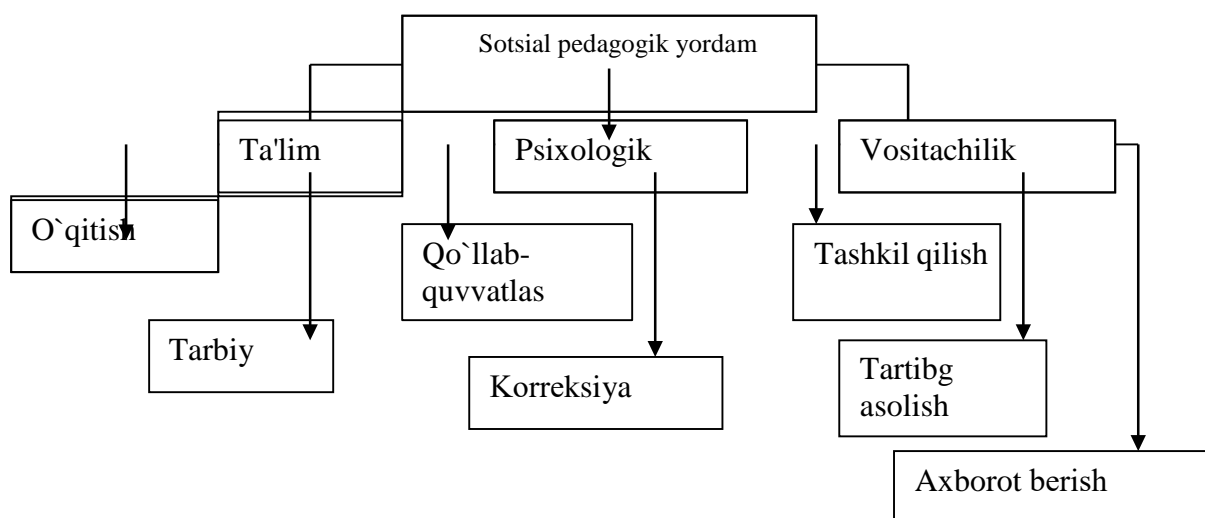 Sotsial pedagogik yordam
Ta'lim
Psixologik
Vositachilik
O`qitish
Qo`llab-
quvvatlas
Tashkil qilish
Tarbiy
Korreksiya
Tartibg
asolish
Axborot berish